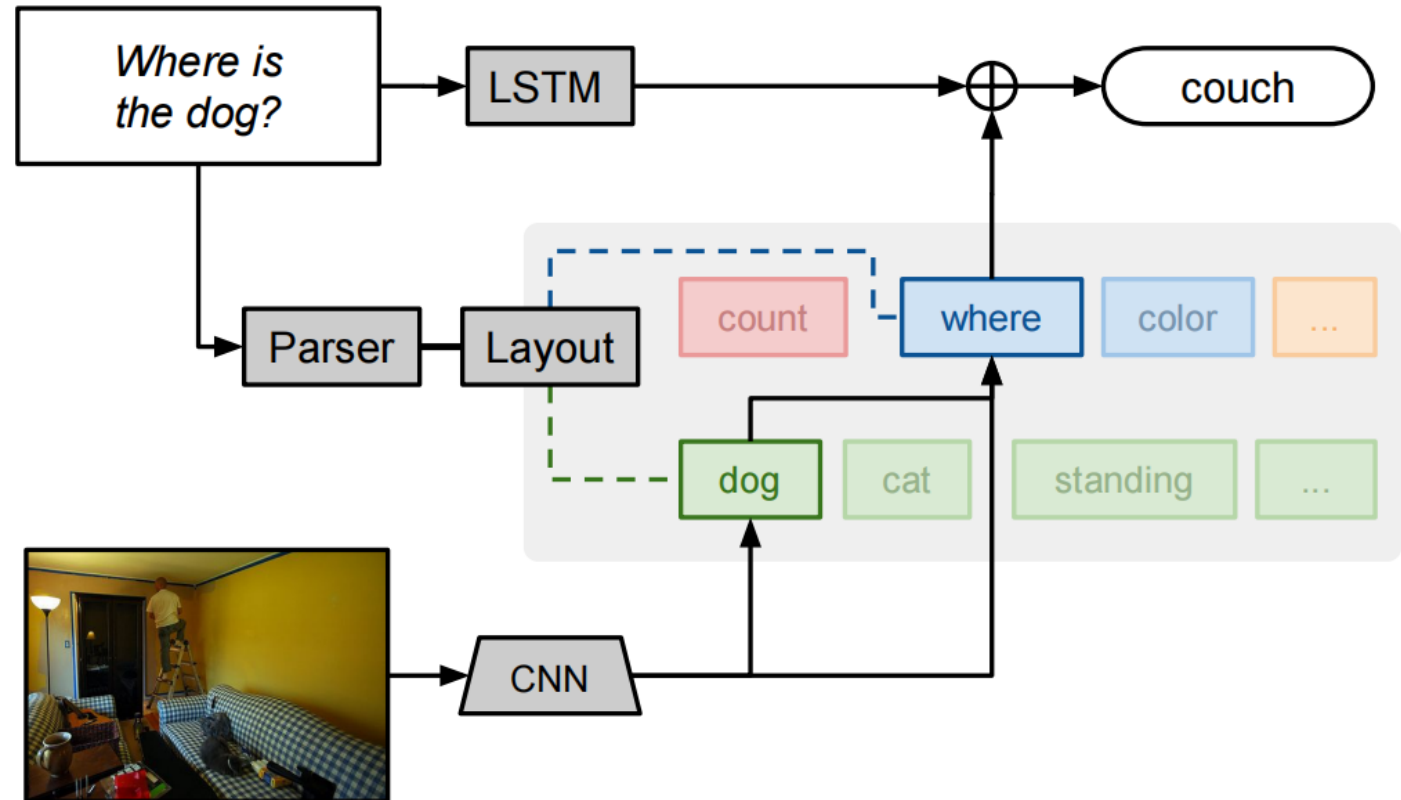 Where is
the dog?
LSTM
couch
count
where
color
...
Parser
Layout
dog
cat
standing
...
CNN